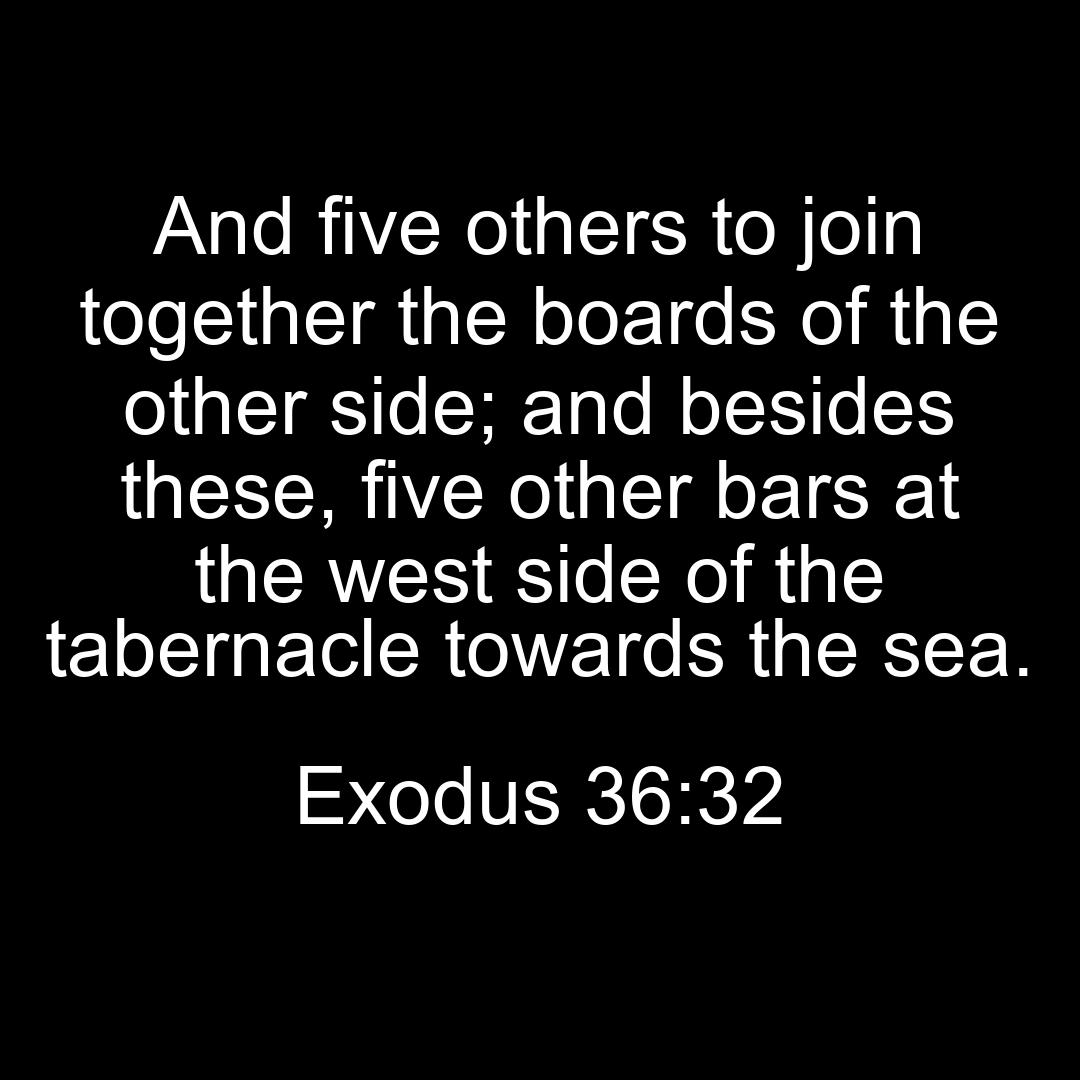 And five others to join
together the boards of the
other side; and besides
these, five other bars at
the west side of the
tabernacle towards the sea.
Exodus 36:32